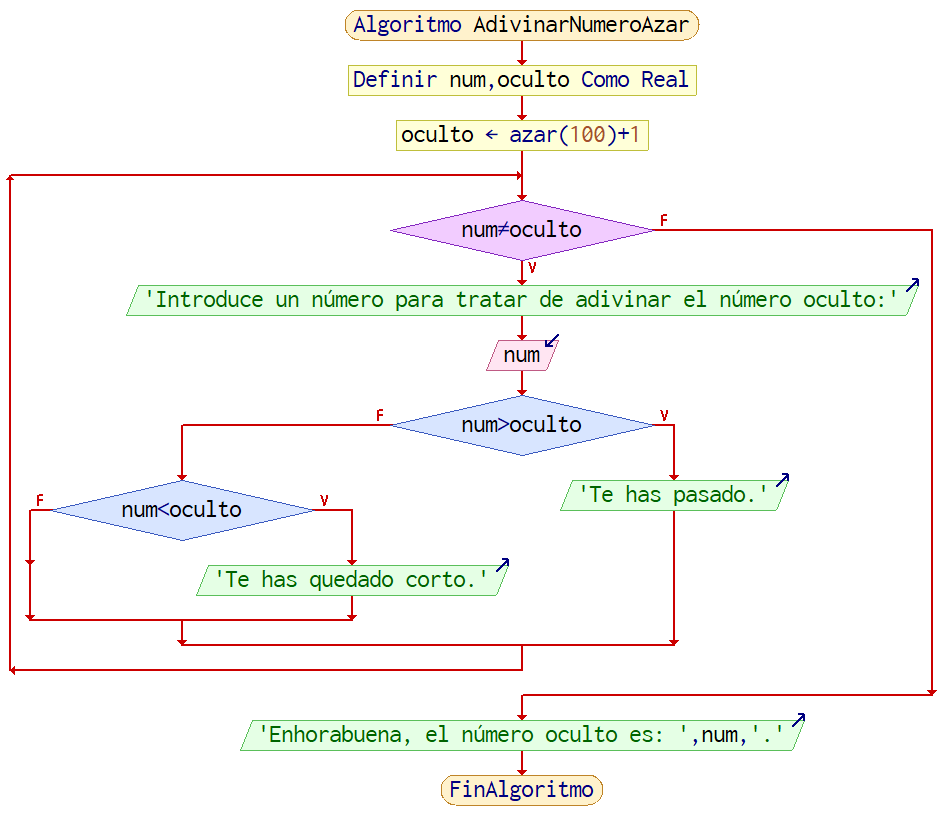 Algoritmo AdivinarNumeroAzar
Definir num,oculto Como Real
oculto ← azar(100)+1
num≠oculto
F
V
'Introduce un número para tratar de adivinar el número oculto:'
num
num>oculto
F
V
'Te has pasado.'
num<oculto
F
V
'Te has quedado corto.'
'Enhorabuena, el número oculto es: ',num,'.'
FinAlgoritmo